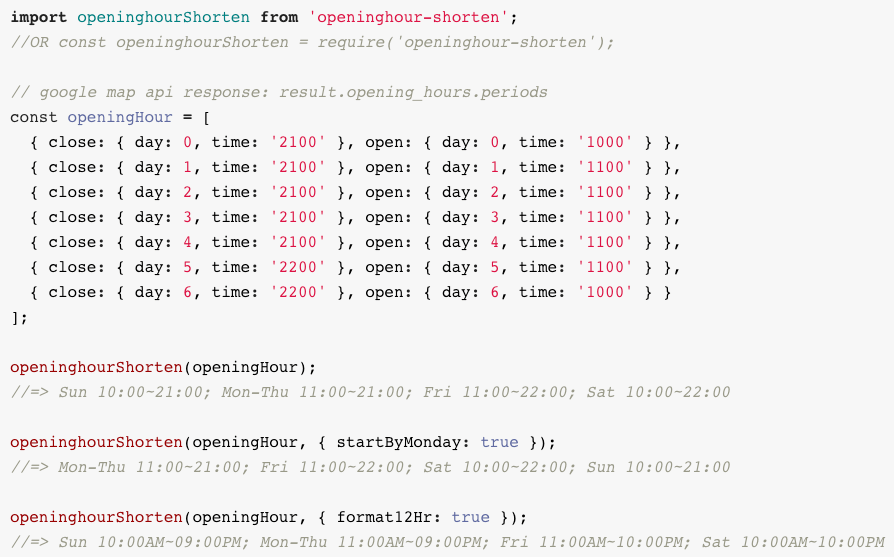 import openinghourShorten from 'openinghour-shorten';
//OR const openinghourShorten = require('openinghour-shorten');
// google map api response: result.opening_hours.periods
const openingHour = [
{ close: { day: 0, time: '2100' }, open: { day: 0, time: '1000' } },
{ close: { day: 1, time: '2100' }, open: { day: 1, time: '1100' } },
{ close: { day: 2, time: '2100' }, open: { day: 2, time: '1100' } },
{ close: { day: 3, time: '2100' }, open: { day: 3, time: '1100' } },
{ close: { day: 4, time: '2100' }, open: { day: 4, time: '1100' } },
{ close: { day: 5, time: '2200' }, open: { day: 5, time: '1100' } },
{ close: { day: 6, time: '2200' }, open: { day: 6, time: '1000' } }
];
openinghourShorten(openingHour);
//=> Sun 10:00~21:00; Mon-Thu 11:00~21:00; Fri 11:00~22:00; Sat 10:00~22:00
openinghourShorten(openingHour, { startByMonday: true });
//=> Mon-Thu 11:00~21:00; Fri 11:00~22:00; Sat 10:00~22:00; Sun 10:00~21:00
openinghourShorten(openingHour, { format12Hr: true });
//=> Sun 10:00AM~09:00PM; Mon-Thu 11:00AM~09:00PM; Fri 11:00AM~10:00PM; Sat 10:00AM~10:00PM